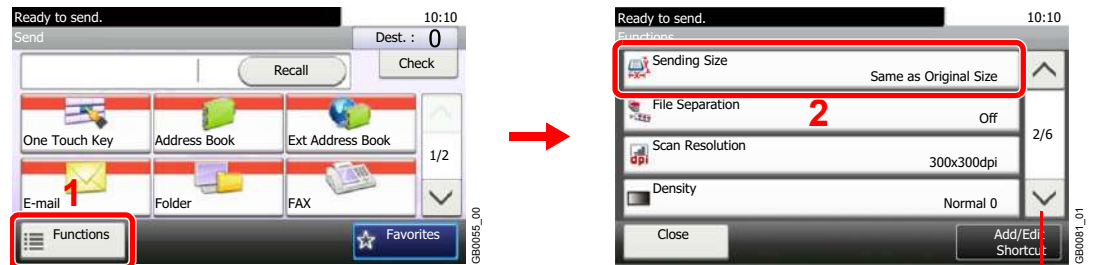 Ready to send.
10:10
Send
Dest. :
0
Recall
Check
One Touch Key
Address Book
Ext Address Book
1/2
E-mail
1
Folder
FAX
Functions
Favorites
GB0055_00
Ready to send.
10:10
Functions
Sending Size
Same as Original Size
File Separation
2
Off
2/6
dpi
Scan Resolution
300x300dpi
Density
Normal 0
Close
Add/Edit
Shortcut
GB0081_01